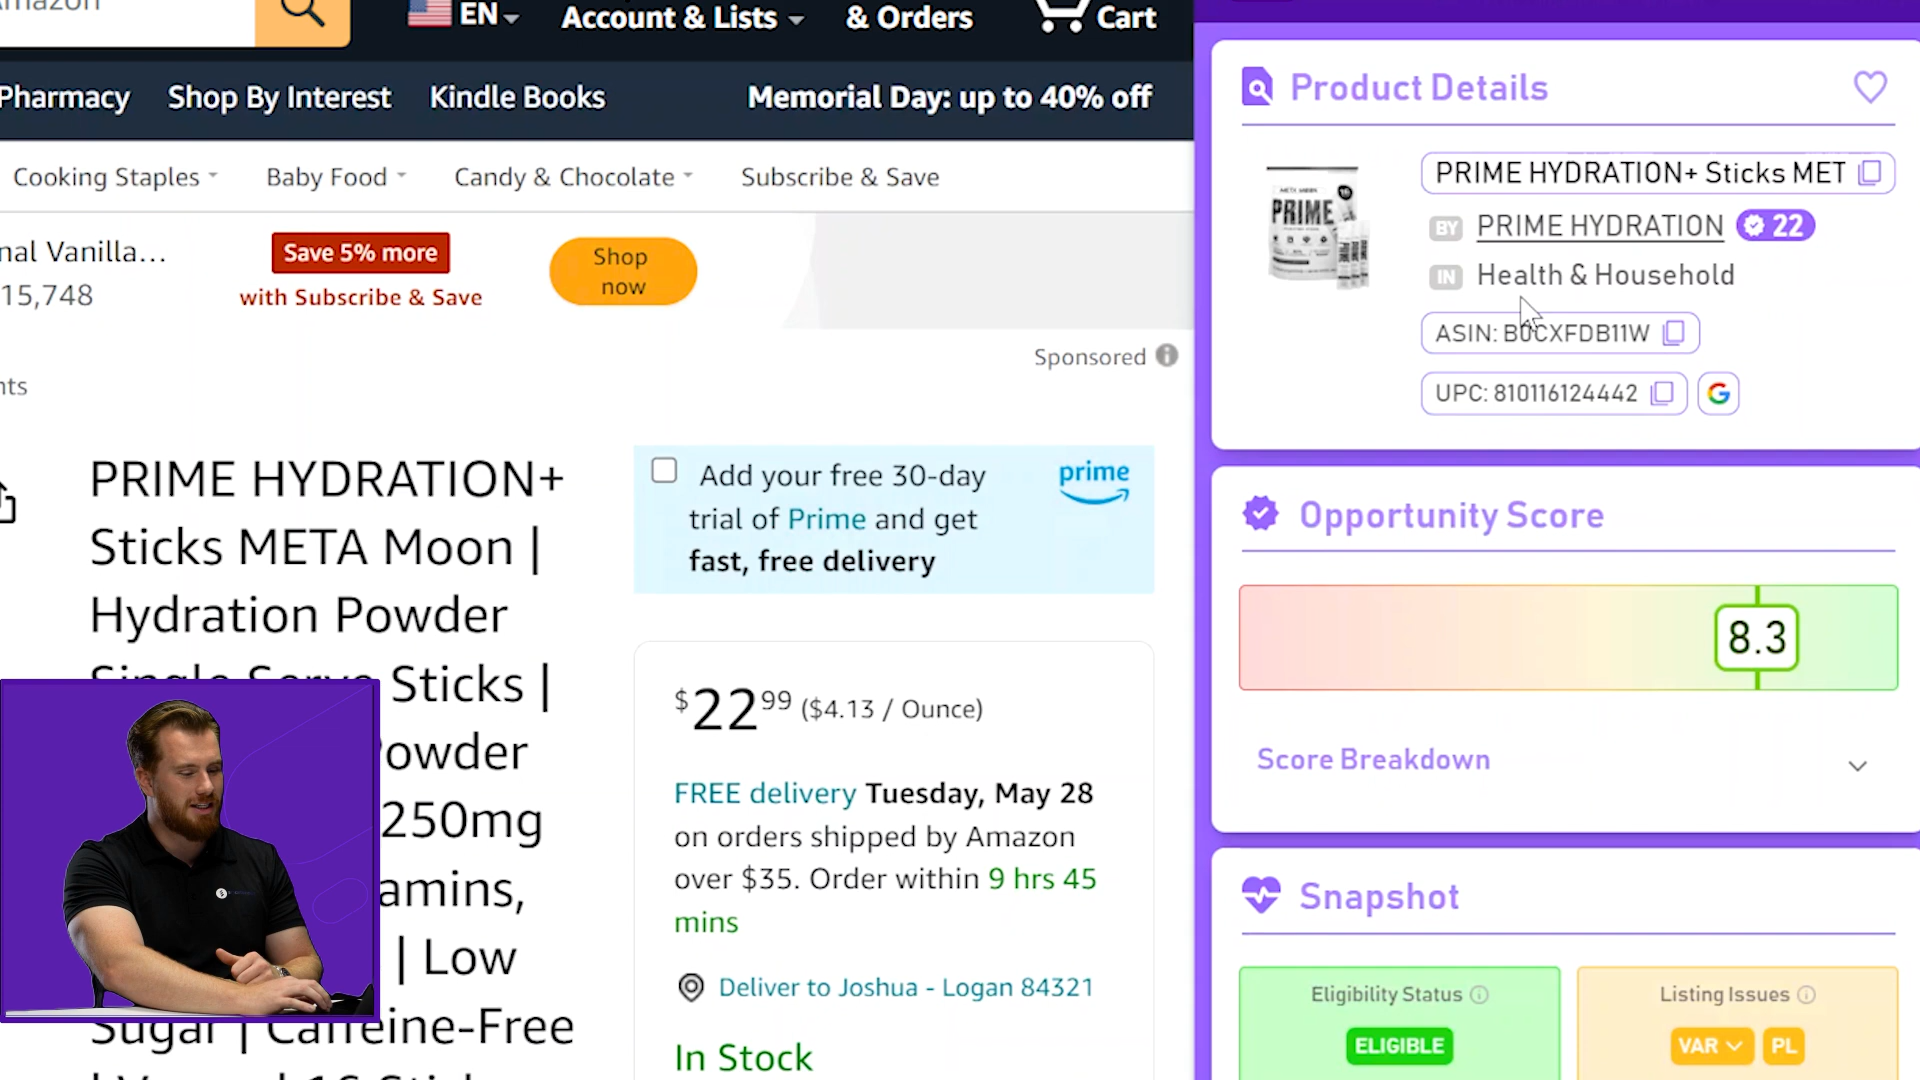 EN
Account & Lists
& Orders
Cart
Pharmacy
Shop By Interest
Kindle Books
Memorial Day: up to 40% off
Cooking Staples
Baby Food
Candy & Chocolate
Subscribe & Save
Vanilla...
15,748
Save 5% more
with Subscribe & Save
Shop
now
Sponsored
PRIME HYDRATION+
Sticks META Moon |
Hydration Powder
Single Serve Sticks |
250mg
| Low
Sugar | Caffeine-Free
Add your free 30-day
trial of Prime and get
fast, free delivery
prime
$22.99 ($4.13 / Ounce)
FREE delivery Tuesday, May 28
on orders shipped by Amazon
over $35. Order within 9 hrs 45
mins
Deliver to Joshua - Logan 84321
In Stock
Product Details
PRIME
PRIME HYDRATION+ Sticks MET
BY PRIME HYDRATION 22
IN Health & Household
ASIN: B0CXFDB11W
UPC: 810116124442
G
Opportunity Score
8.3
Score Breakdown
Snapshot
Eligibility Status
ELIGIBLE
Listing Issues
VAR
PL